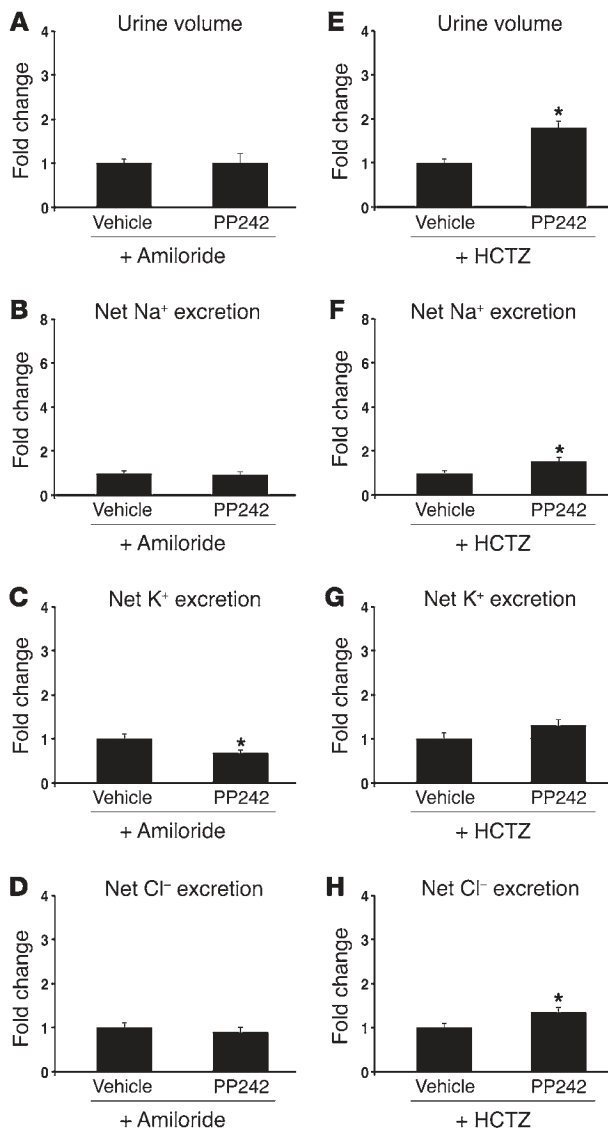 A Urine volume
Fold change
4
3
2
1
0
Vehicle PP242
+ Amiloride
B Net Na⁺ excretion
Fold change
8
6
4
2
0
Vehicle PP242
+ Amiloride
C Net K⁺ excretion
Fold change
4
3
2
1
*
0
Vehicle PP242
+ Amiloride
D Net Cl⁻ excretion
Fold change
4
3
2
1
0
Vehicle PP242
+ Amiloride
E Urine volume
Fold change
4
3
2
*
1
0
Vehicle PP242
+ HCTZ
F Net Na⁺ excretion
Fold change
8
6
4
2
*
0
Vehicle PP242
+ HCTZ
G Net K⁺ excretion
Fold change
4
3
2
1
0
Vehicle PP242
+ HCTZ
H Net Cl⁻ excretion
Fold change
4
3
2
*
1
0
Vehicle PP242
+ HCTZ